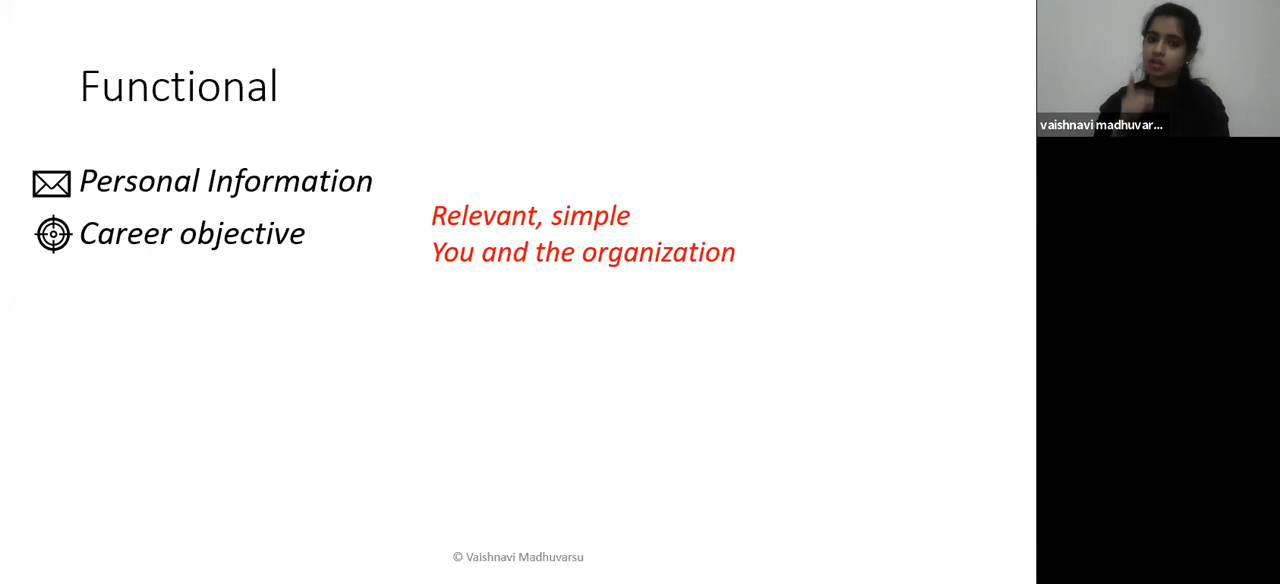 Functional
Personal Information
Career objective
Relevant, simple
You and the organization
vaishnavi madhuvar...
© Vaishnavi Madhuvarsu